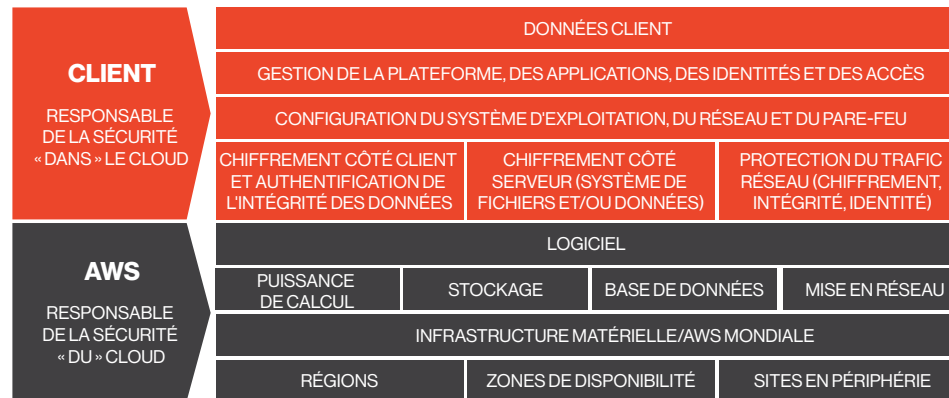 CLIENT
RESPONSABLE
DE LA SÉCURITÉ
« DANS » LE CLOUD
DONNÉES CLIENT
GESTION DE LA PLATEFORME, DES APPLICATIONS, DES IDENTITÉS ET DES ACCÈS
CONFIGURATION DU SYSTÈME D'EXPLOITATION, DU RÉSEAU ET DU PARE-FEU
CHIFFREMENT CÔTÉ CLIENT
ET AUTHENTIFICATION DE
L'INTÉGRITÉ DES DONNÉES
CHIFFREMENT CÔTÉ
SERVEUR (SYSTÈME DE
FICHIERS ET/OU DONNÉES)
PROTECTION DU TRAFIC
RÉSEAU (CHIFFREMENT,
INTÉGRITÉ, IDENTITÉ)
AWS
RESPONSABLE
DE LA SÉCURITÉ
« DU » CLOUD
LOGICIEL
PUISSANCE
DE CALCUL
STOCKAGE
BASE DE DONNÉES
MISE EN RÉSEAU
INFRASTRUCTURE MATÉRIELLE/AWS MONDIALE
RÉGIONS
ZONES DE DISPONIBILITÉ
SITES EN PÉRIPHÉRIE